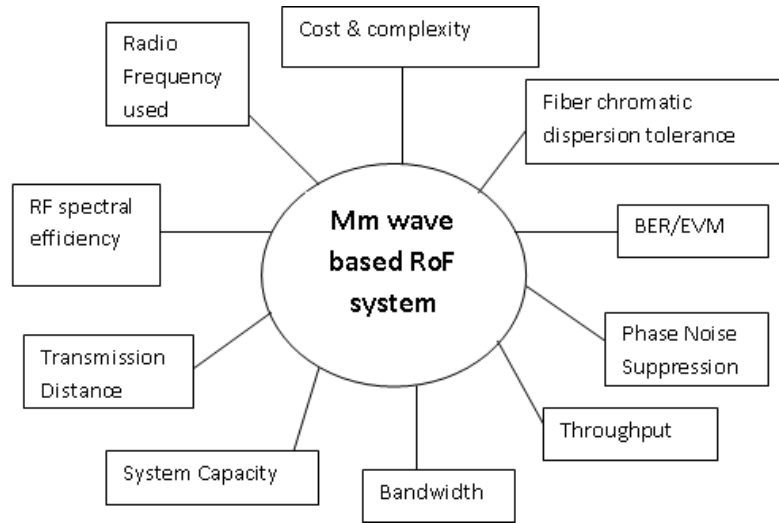 Cost & complexity
Radio
Frequency
used
Fiber chromatic
dispersion tolerance
RF spectral
efficiency
Mm wave
based RoF
system
BER/EVM
Transmission
Distance
Phase Noise
Suppression
Throughput
System Capacity
Bandwidth